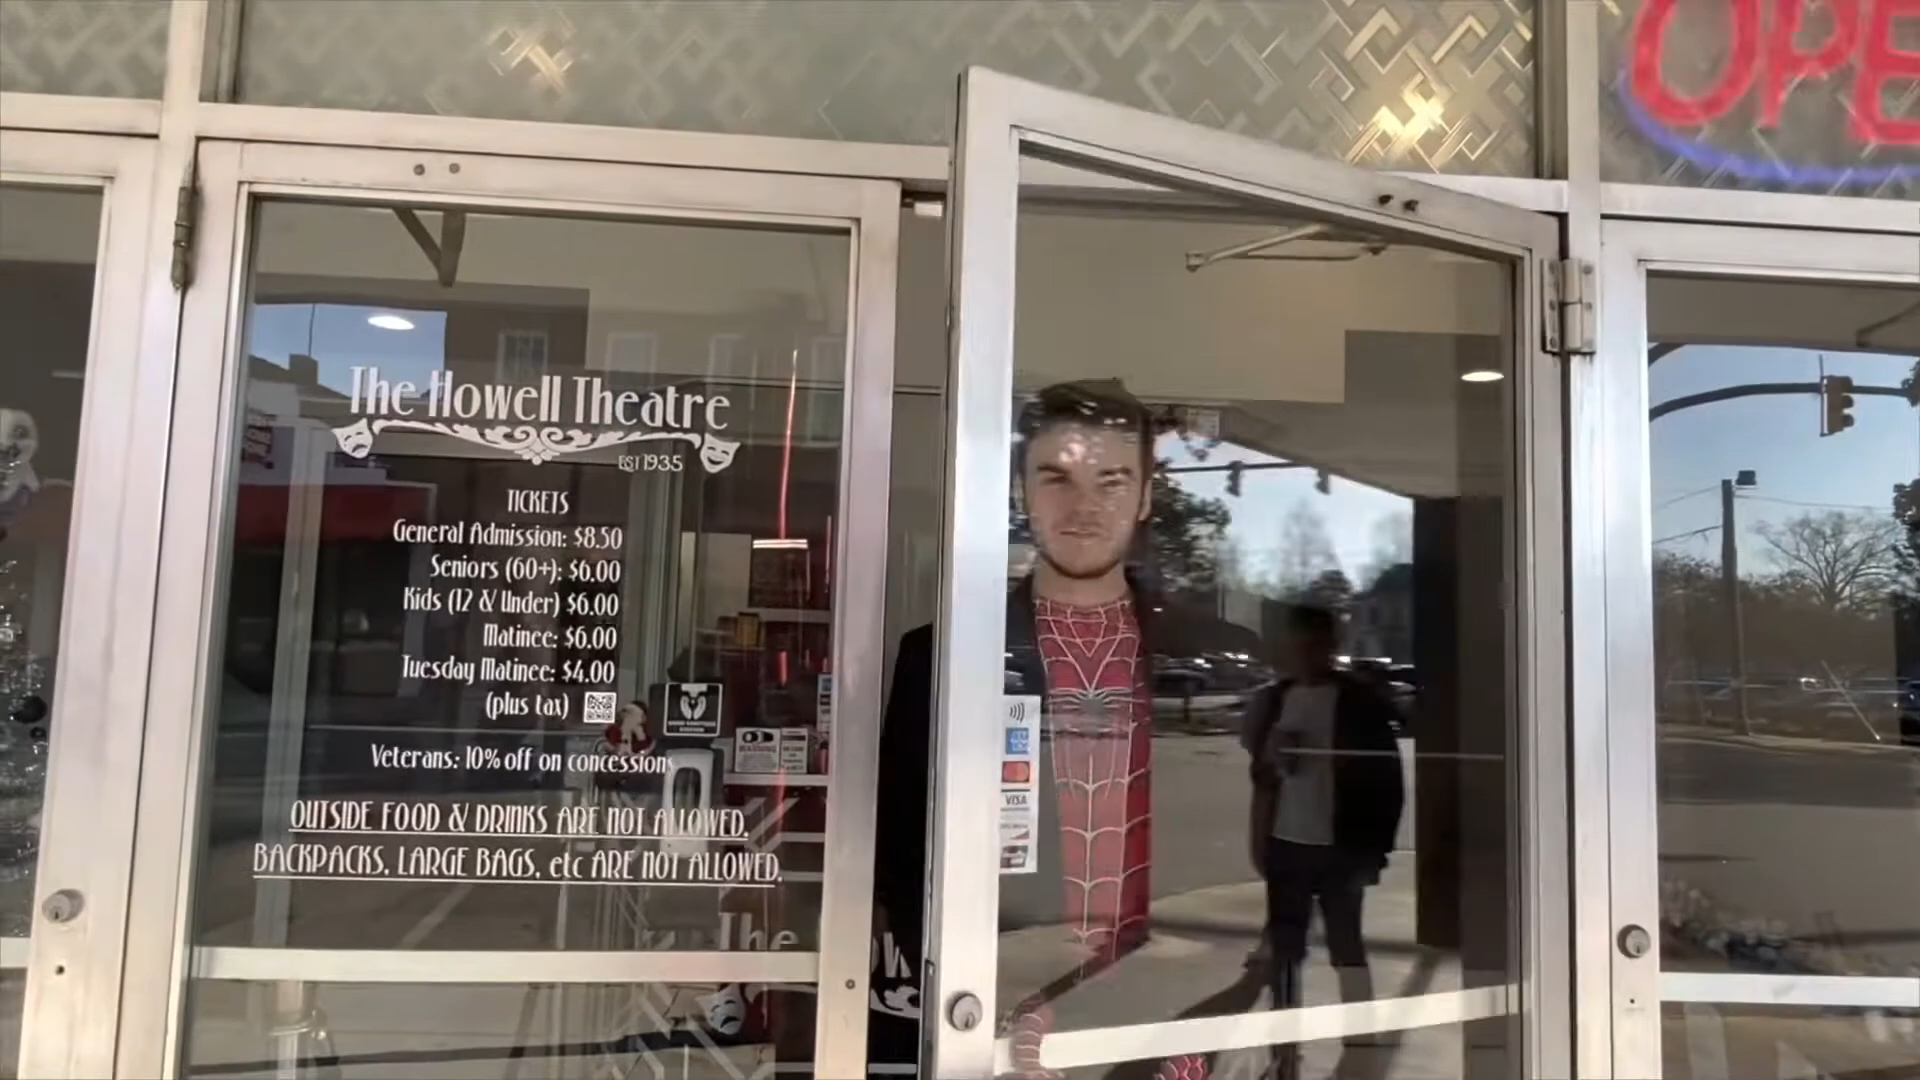 OPE
The Howell Theatre
EST 1935
TICKETS
General Admission: $8.50
Seniors (60+): $6.00
Kids (12 & Under) $6.00
Matinee: $6.00
Tuesday Matinee: $4.00
(plus tax)
Veterans: 10% off on concessions
OUTSIDE FOOD & DRINKS ARE NOT ALLOWED.
BACKPACKS, LARGE BAGS, etc ARE NOT ALLOWED.
VISA
The